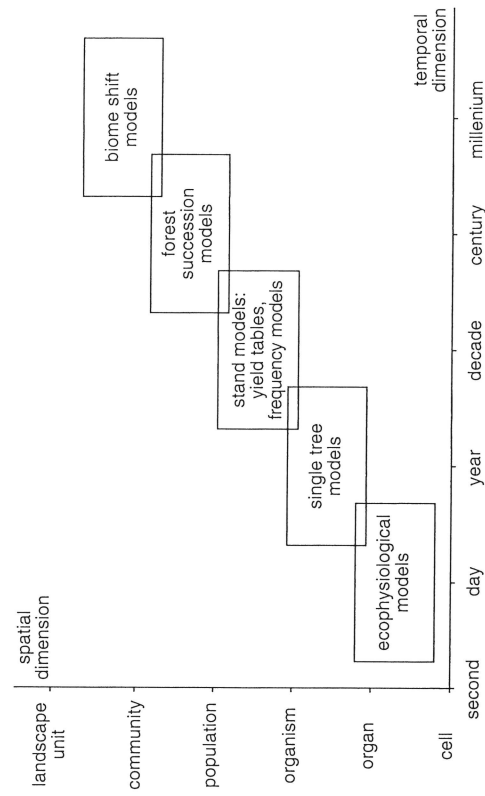 spatial
dimension
landscape
unit
community
population
organism
organ
cell
biome shift
models
forest
succession
models
stand models:
yield tables,
frequency models
single tree
models
ecophysiological
models
second
day
year
decade
century
millenium
temporal
dimension